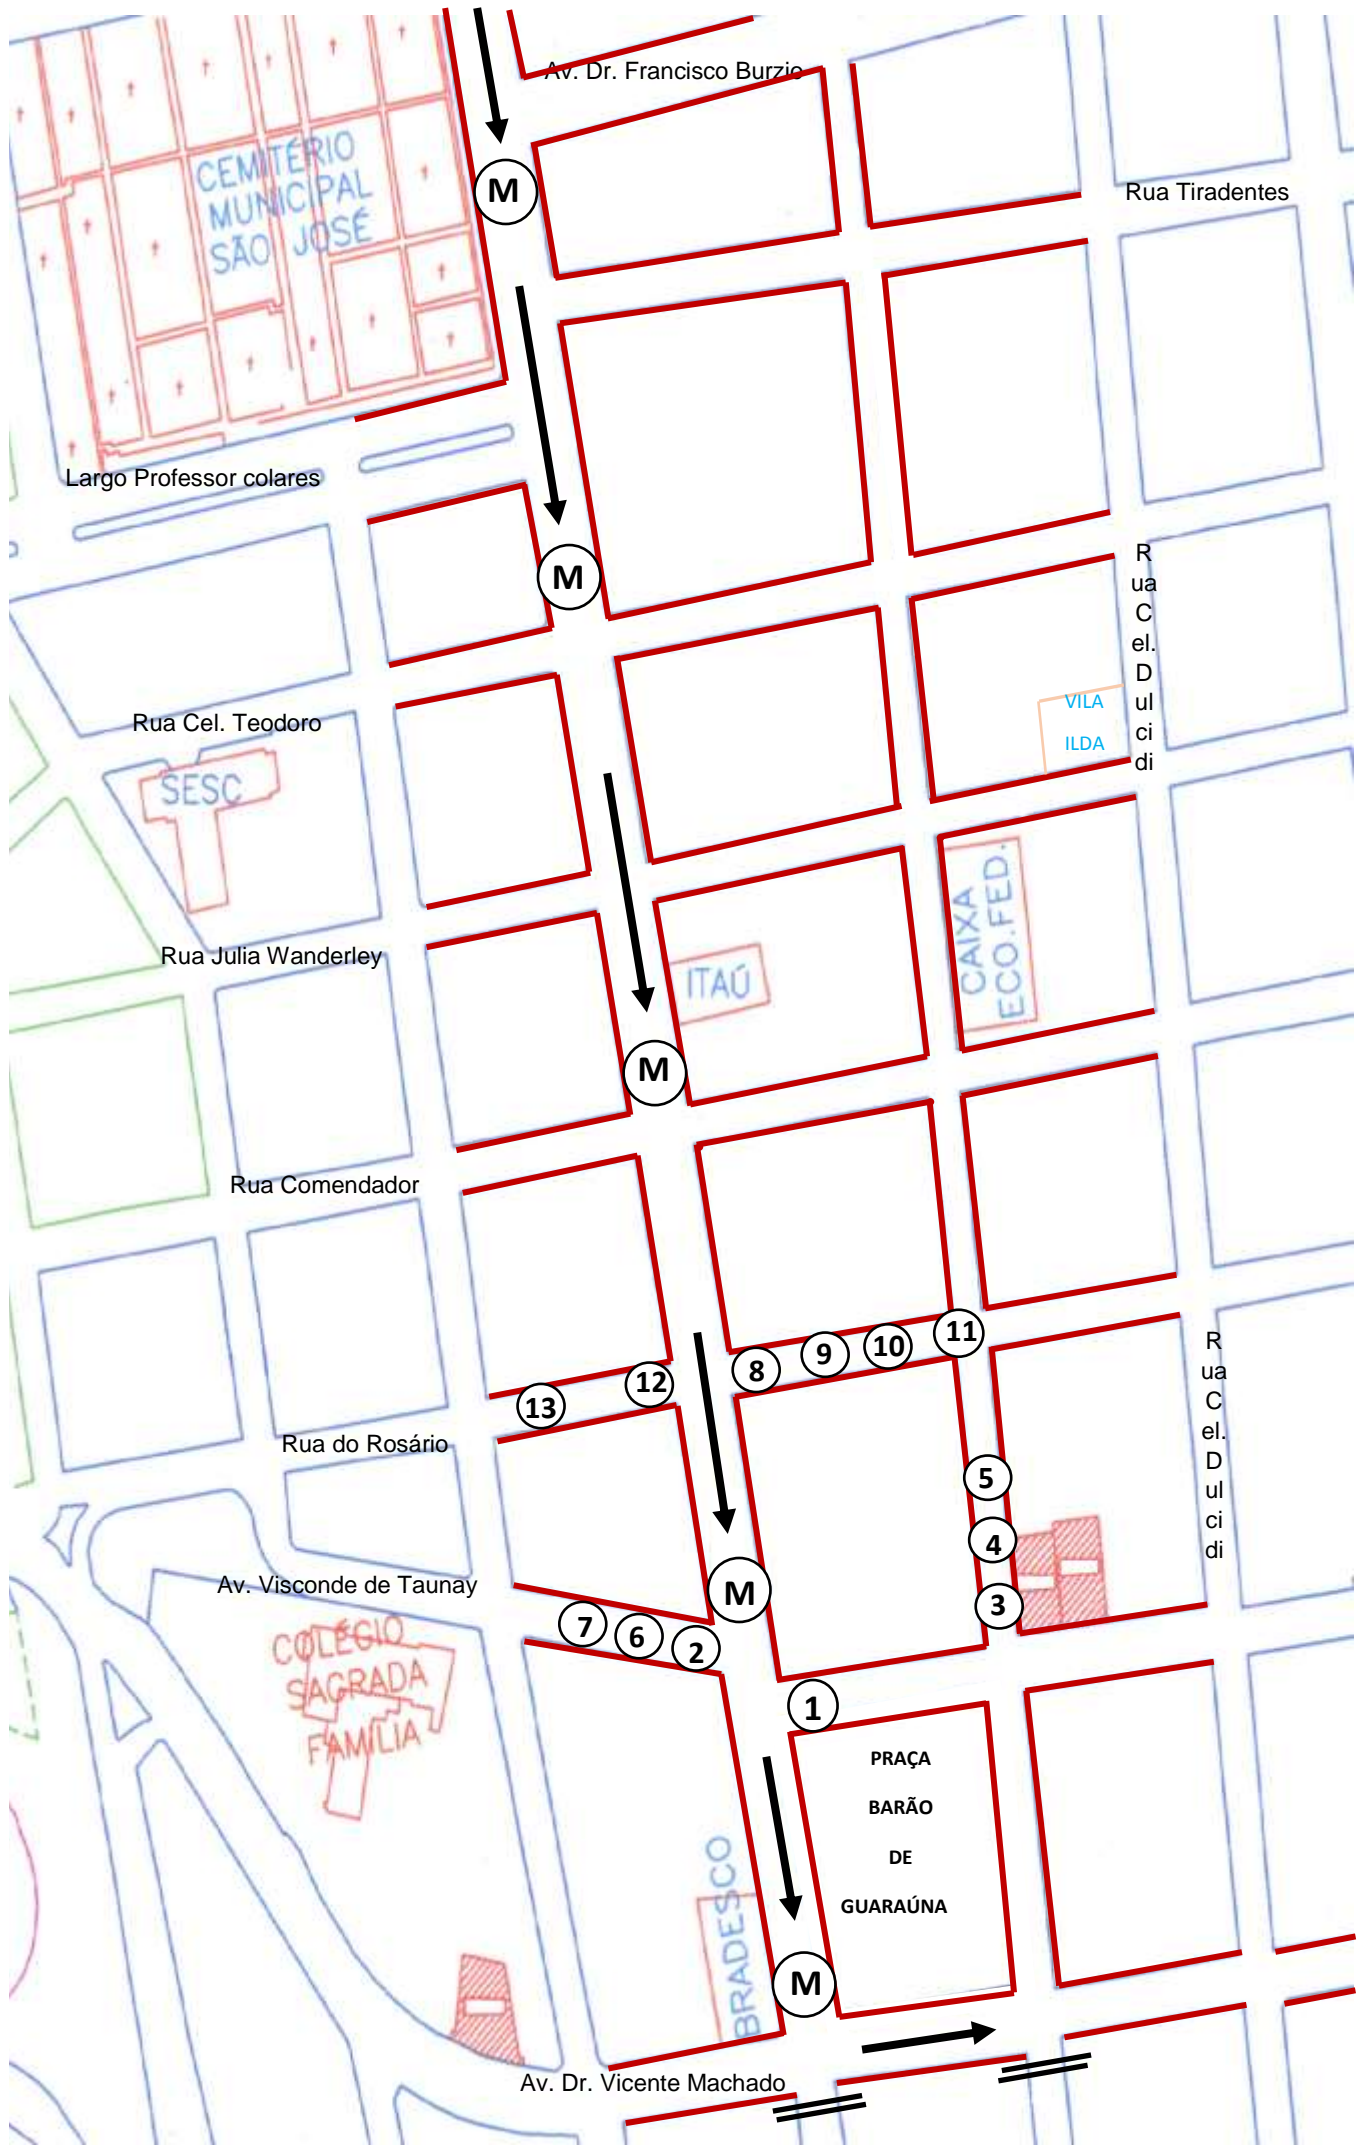 Av. Dr. Francisco Burzio
CEMITÉRIO
MUNICIPAL
SÃO JOSÉ
M
Rua Tiradentes
Largo Professor colares
M
R
ua
C
el.
D
ul
ci
di
VILA
ILDA
Rua Cel. Teodoro
SESC
CAIXA
ECO.FED.
Rua Julia Wanderley
ITAÚ
M
Rua Comendador
11
10
9
8
12
13
Rua do Rosário
R
ua
C
el.
D
ul
ci
di
5
4
3
Av. Visconde de Taunay
M
7
6
2
COLÉGIO
SAGRADA
FAMÍLIA
1
PRAÇA
BARÃO
DE
GUARAÚNA
BRADESCO
M
Av. Dr. Vicente Machado